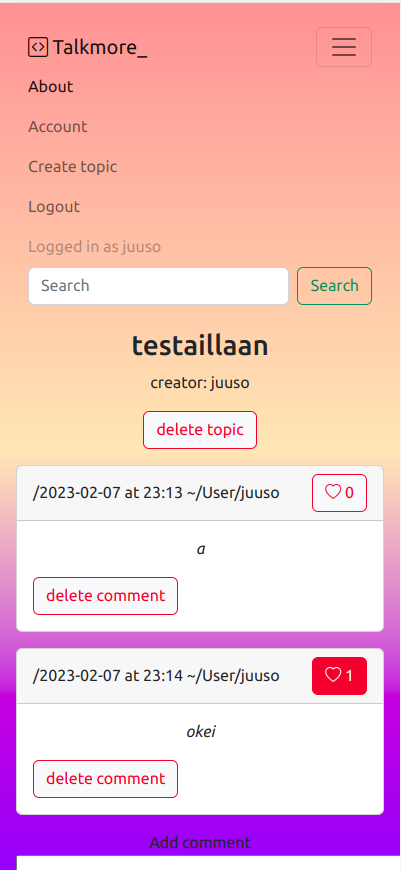 Talkmore_
About
Account
Create topic
Logout
Logged in as juuso
Search Search
testaillaan
creator: juuso
delete topic
/2023-02-07 at 23:13 ~/User/juuso 0
a
delete comment
/2023-02-07 at 23:14 ~/User/juuso 1
okei
delete comment
Add comment